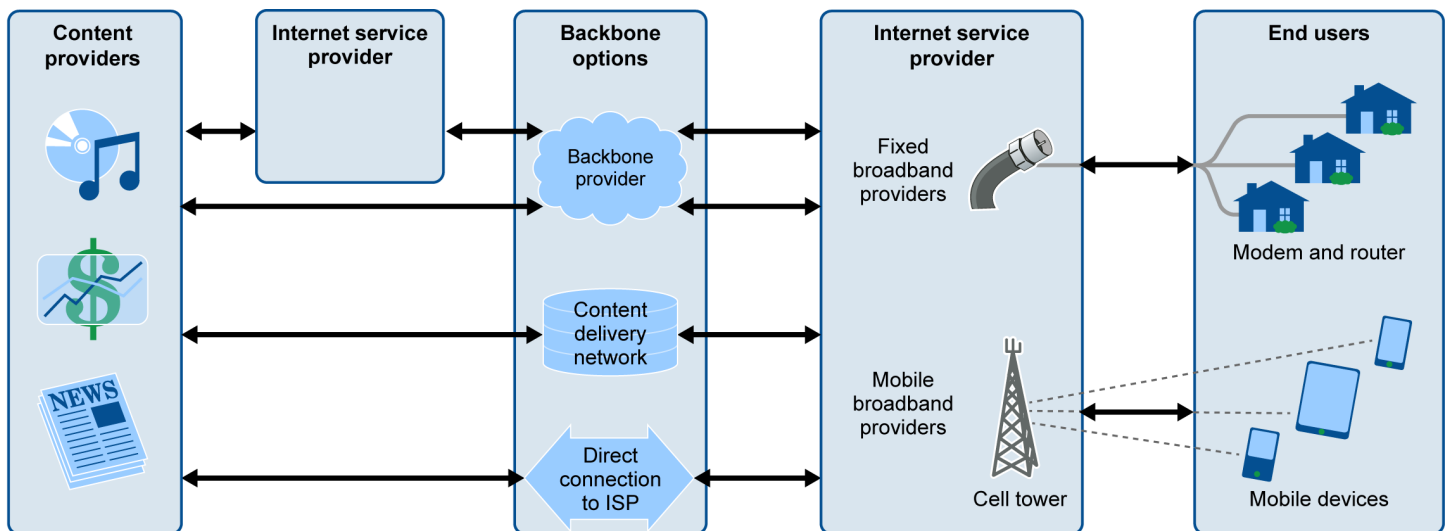 Content
providers
Internet service
provider
Backbone
options
Internet service
provider
End users
Backbone
provider
Fixed
broadband
providers
Modem and router
Content
delivery
network
NEWS
Mobile
broadband
providers
Direct
connection
to ISP
Cell tower
Mobile devices